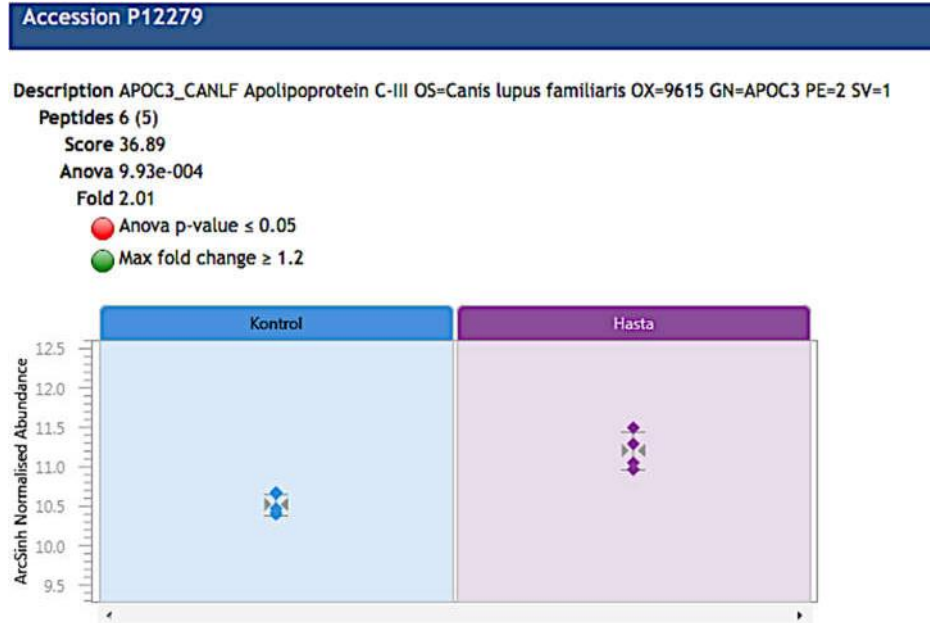 Accession P12279
Description APOC3_CANLF Apolipoprotein C-III OS=Canis lupus familiaris OX=9615 GN=APOC3 PE=2 SV=1
Peptides 6 (5)
Score 36.89
Anova 9.93e-004
Fold 2.01
Anova p-value ≤ 0.05
Max fold change ≥ 1.2
Kontrol Hasta
ArcSinh Normalised Abundance
12.5
12.0
11.5
11.0
10.5
10.0
9.5